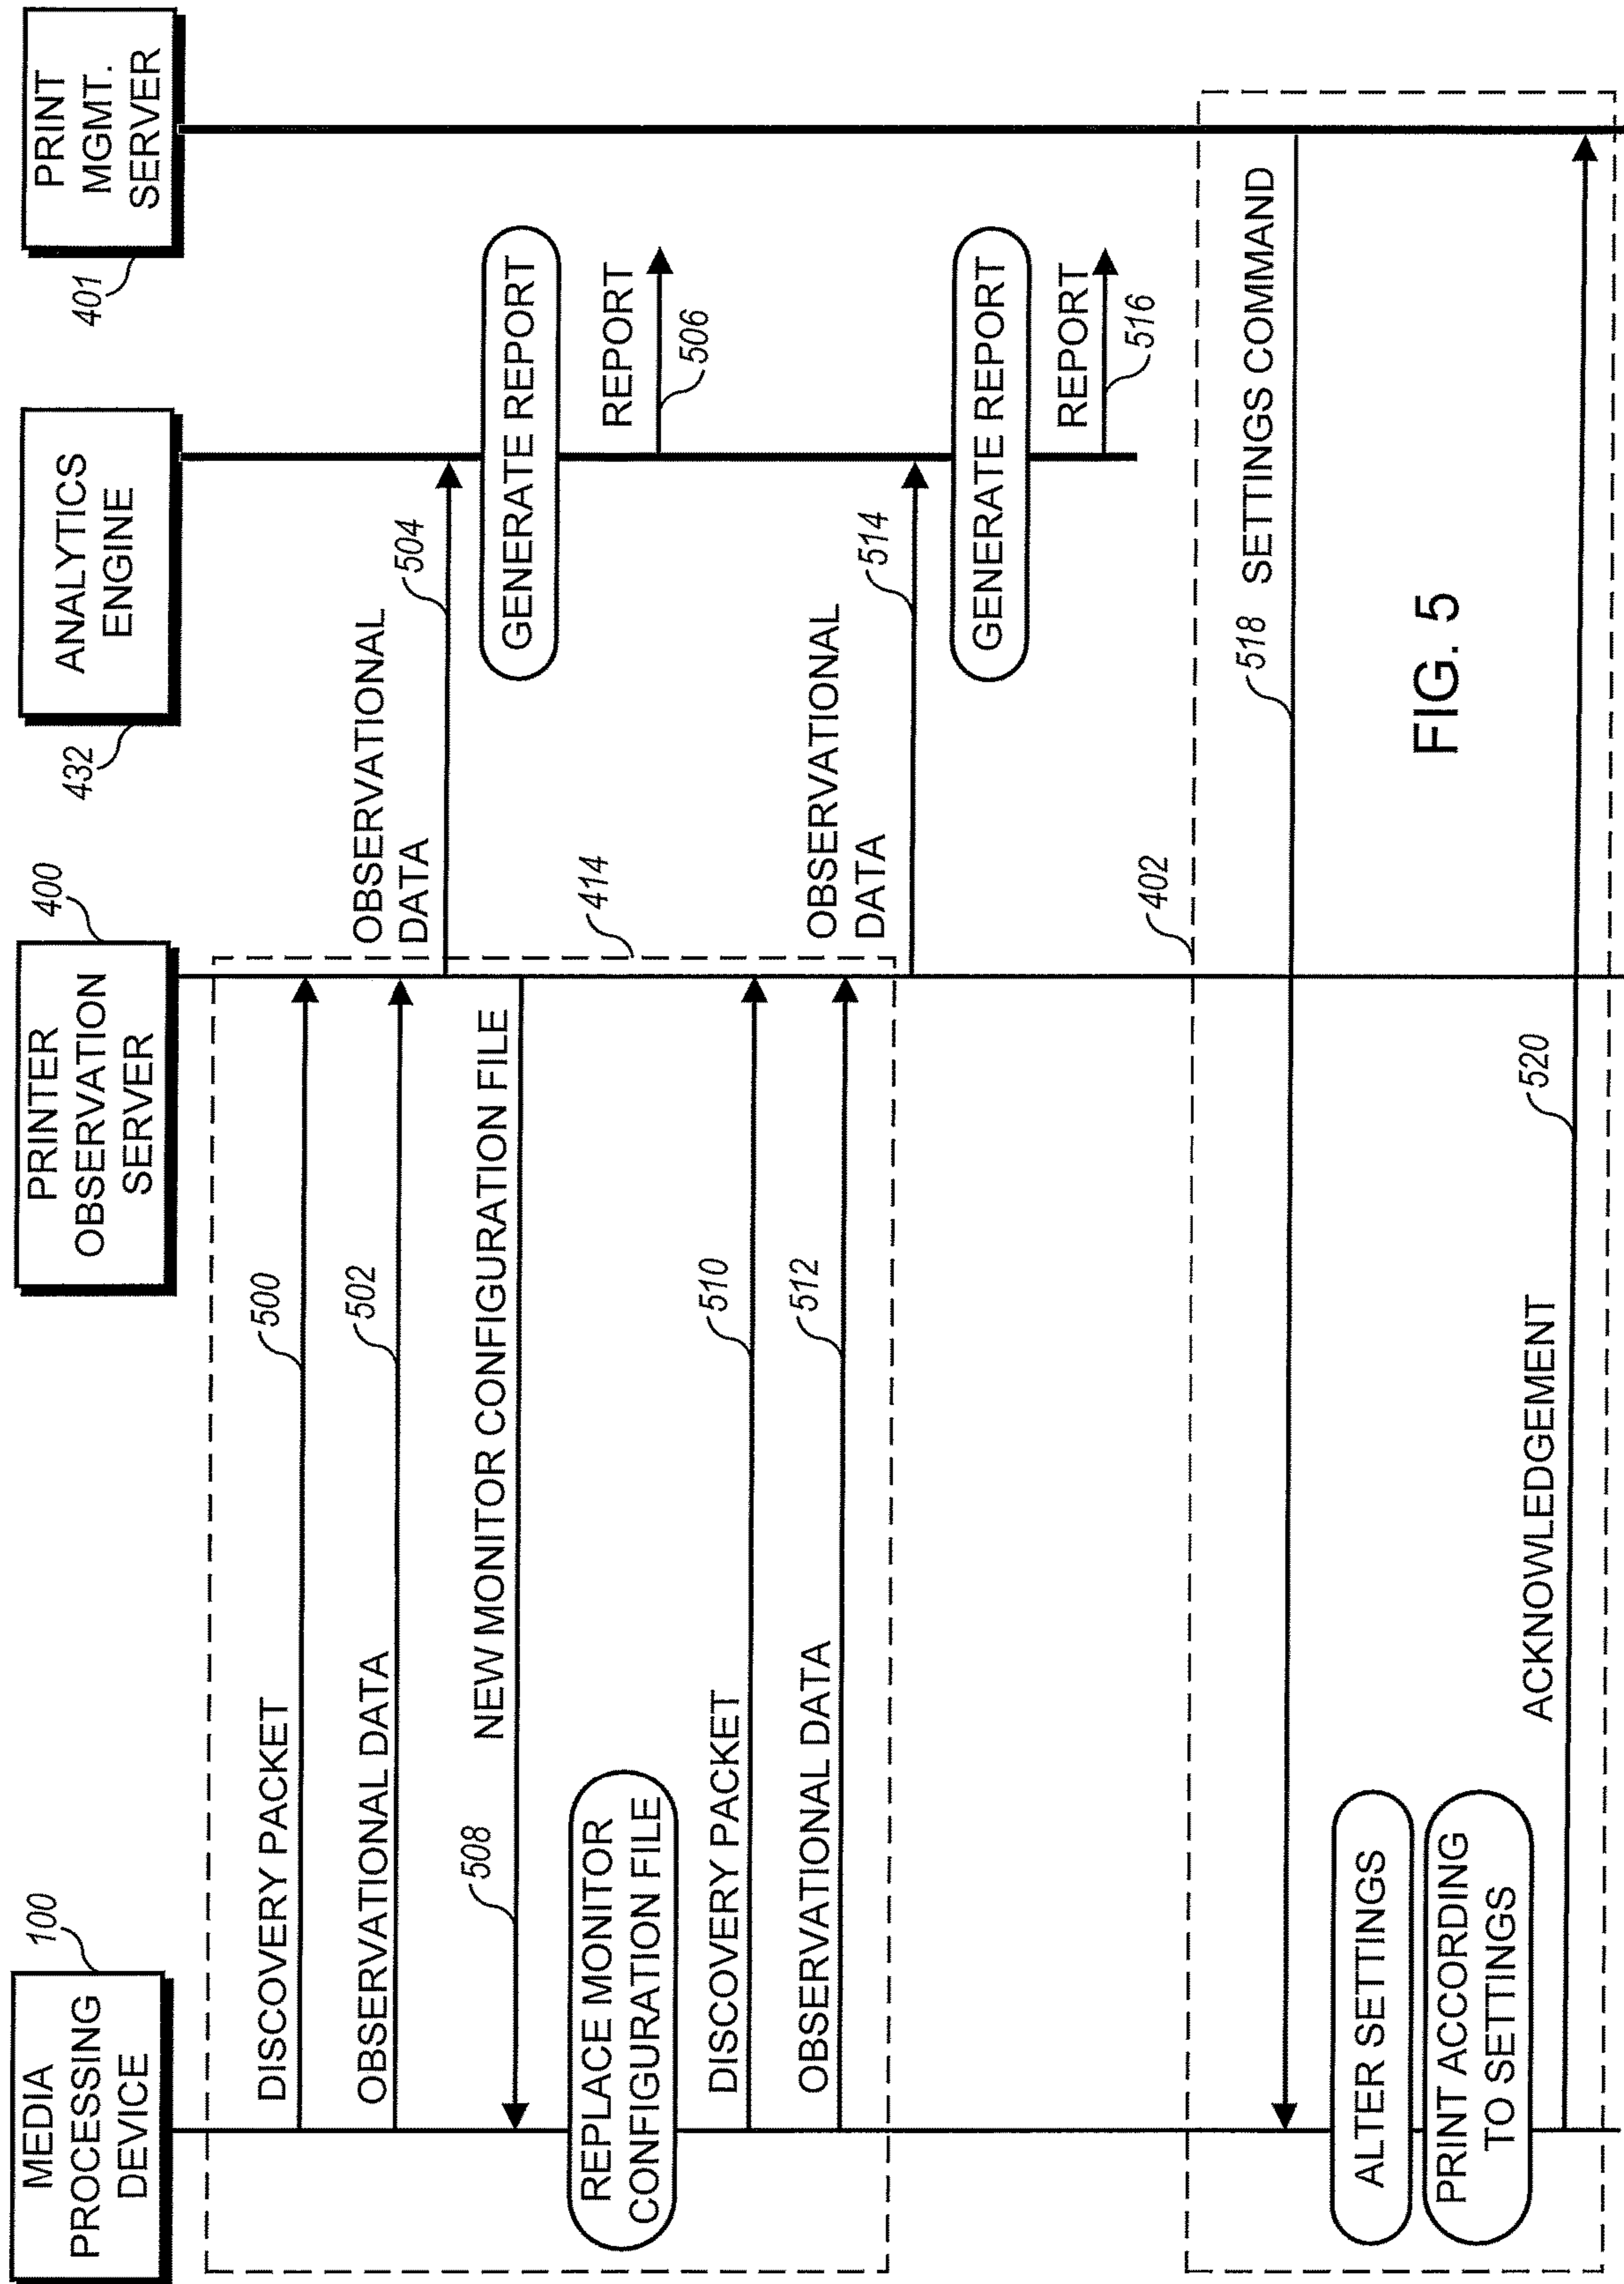 MEDIA
PROCESSING
DEVICE
100
PRINTER
OBSERVATION
SERVER
400
ANALYTICS
ENGINE
432
PRINT
MGMT.
SERVER
401
DISCOVERY PACKET
500
OBSERVATIONAL DATA
502
OBSERVATIONAL
DATA
504
GENERATE REPORT
NEW MONITOR CONFIGURATION FILE
508
414
REPORT
506
REPLACE MONITOR
CONFIGURATION FILE
DISCOVERY PACKET
510
OBSERVATIONAL DATA
512
OBSERVATIONAL
DATA
514
GENERATE REPORT
REPORT
516
402
518
SETTINGS COMMAND
ALTER SETTINGS
PRINT ACCORDING
TO SETTINGS
ACKNOWLEDGEMENT
520
FIG. 5